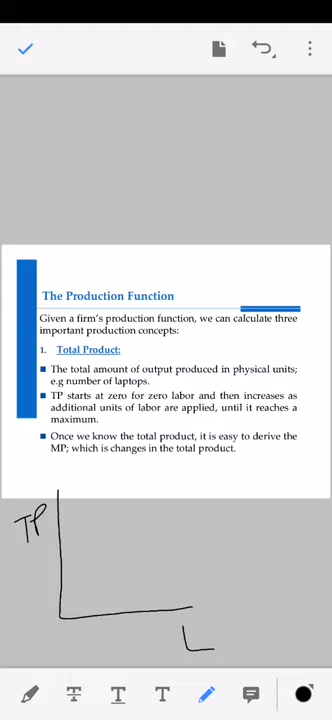 The Production Function
Given a firm's production function, we can calculate three
important production concepts:
1. Total Product:
The total amount of output produced in physical units;
e.g number of laptops.
TP starts at zero for zero labor and then increases as
additional units of labor are applied, until it reaches a
maximum.
Once we know the total product, it is easy to derive the
MP; which is changes in the total product.
TP
L
T T T